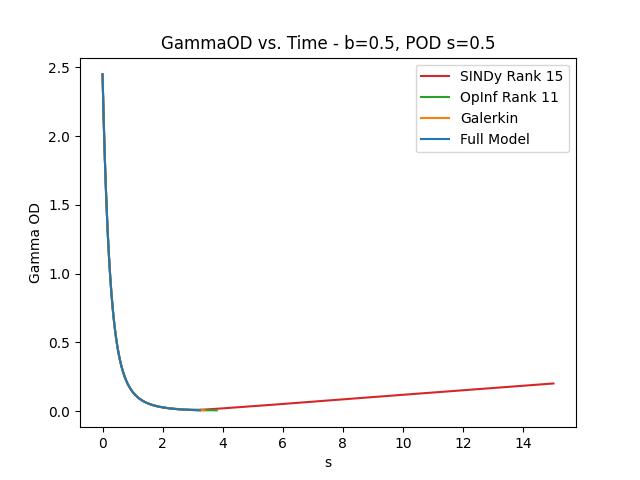 GammaOD vs. Time - b=0.5, POD s=0.5
SINDy Rank 15
OpInf Rank 11
Galerkin
Full Model
Gamma OD
2.5
2.0
1.5
1.0
0.5
0.0
0 2 4 6 8 10 12 14
s